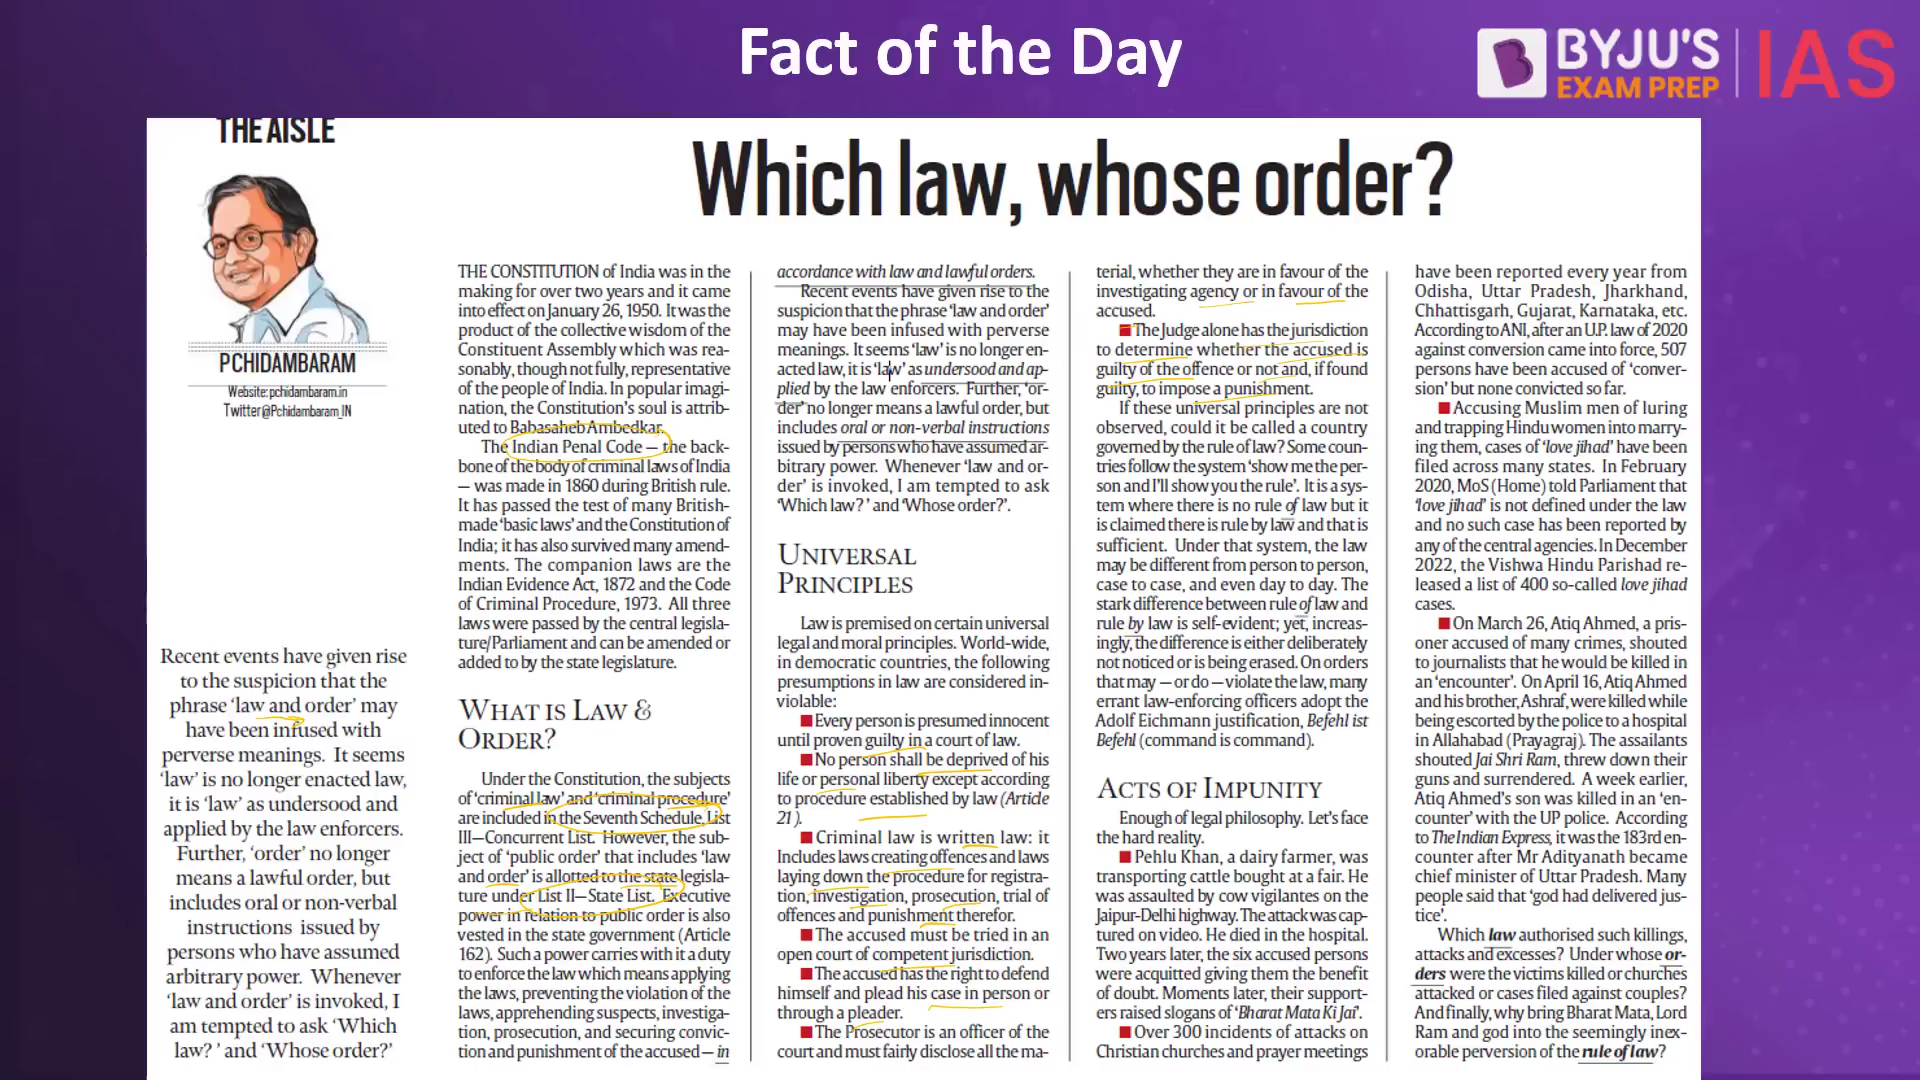 Fact of the Day
BYJU'S
EXAM PREP
IAS
THE AISLE
PCHIDAMBARAM
Website: pchidambaram.in
Twitter @Pchidambaram_IN
Recent events have given rise
to the suspicion that the
phrase ‘law and order’ may
have been infused with
perverse meanings. It seems
‘law’ is no longer enacted law,
it is ‘law’ as understood and
applied by the law enforcers.
Further, ‘order’ no longer
means a lawful order, but
includes oral or non-verbal
instructions issued by
persons who have assumed
arbitrary power. Whenever
‘law and order’ is invoked, I
am tempted to ask ‘Which
law?’ and ‘Whose order?’
Which law, whose order?
THE CONSTITUTION of India was in the
making for over two years and it came
into effect on January 26, 1950. It was the
product of the collective wisdom of the
Constituent Assembly which was rea-
sonably, though not fully, representative
of the people of India. In popular imagi-
nation, the Constitution’s soul is attrib-
uted to Babasaheb Ambedkar.
The Indian Penal Code — the back-
bone of the body of criminal laws of India
— was made in 1860 during British rule.
It has passed the test of many British-
made ‘basic laws’ and the Constitution of
India; it has also survived many amend-
ments. The companion laws are the
Indian Evidence Act, 1872 and the Code
of Criminal Procedure, 1973. All three
laws were passed by the central legisla-
ture/Parliament and can be amended or
added to by the state legislature.
WHAT IS LAW &
ORDER?
Under the Constitution, the subjects
of ‘criminal law’ and ‘criminal procedure’
are included in the Seventh Schedule, List
III—Concurrent List. However, the sub-
ject of ‘public order’ that includes ‘law
and order’ is allotted to the state legisla-
ture under List II—State List. Executive
power in relation to public order is also
vested in the state government (Article
162). Such a power carries with it a duty
to enforce the law which means applying
the laws, preventing the violation of the
laws, apprehending suspects, investiga-
tion, prosecution, and securing convic-
tion and punishment of the accused — in
accordance with law and lawful orders.
Recent events have given rise to the
suspicion that the phrase ‘law and order’
may have been infused with perverse
meanings. It seems ‘law’ is no longer en-
acted law, it is ‘law’ as understood and ap-
plied by the law enforcers. Further, ‘or-
der’ no longer means a lawful order, but
includes oral or non-verbal instructions
issued by persons who have assumed ar-
bitrary power. Whenever ‘law and or-
der’ is invoked, I am tempted to ask
‘Which law?’ and ‘Whose order?’.
UNIVERSAL
PRINCIPLES
Law is premised on certain universal
legal and moral principles. World-wide,
in democratic countries, the following
presumptions in law are considered in-
violable:
■ Every person is presumed innocent
until proven guilty in a court of law.
■ No person shall be deprived of his
life or personal liberty except according
to procedure established by law (Article
21).
■ Criminal law is written law: it
Includes laws creating offences and laws
laying down the procedure for registra-
tion, investigation, prosecution, trial of
offences and punishment therefor.
■ The accused must be tried in an
open court of competent jurisdiction.
■ The accused has the right to defend
himself and plead his case in person or
through a pleader.
■ The Prosecutor is an officer of the
court and must fairly disclose all the ma-
terial, whether they are in favour of the
investigating agency or in favour of the
accused.
■ The Judge alone has the jurisdiction
to determine whether the accused is
guilty of the offence or not and, if found
guilty, to impose a punishment.
If these universal principles are not
observed, could it be called a country
governed by the rule of law? Some coun-
tries follow the system ‘show me the per-
son and I’ll show you the rule’. It is a sys-
tem where there is no rule of law but it
is claimed there is rule by law and that is
sufficient. Under that system, the law
may be different from person to person,
case to case, and even day to day. The
stark difference between rule of law and
rule by law is self-evident; yet, increas-
ingly, the difference is either deliberately
not noticed or is being erased. On orders
that may — or do — violate the law, many
errant law-enforcing officers adopt the
Adolf Eichmann justification, Befehl ist
Befehl (command is command).
ACTS OF IMPUNITY
Enough of legal philosophy. Let’s face
the hard reality.
■ Pehlu Khan, a dairy farmer, was
transporting cattle bought at a fair. He
was assaulted by cow vigilantes on the
Jaipur-Delhi highway. The attack was cap-
tured on video. He died in the hospital.
Two years later, the six accused persons
were acquitted giving them the benefit
of doubt. Moments later, their support-
ers raised slogans of ‘Bharat Mata Ki Jai’.
■ Over 300 incidents of attacks on
Christian churches and prayer meetings
have been reported every year from
Odisha, Uttar Pradesh, Jharkhand,
Chhattisgarh, Gujarat, Karnataka, etc.
According to ANI, after an U.P. law of 2020
against conversion came into force, 507
persons have been accused of ‘conver-
sion’ but none convicted so far.
■ Accusing Muslim men of luring
and trapping Hindu women into marry-
ing them, cases of ‘love jihad’ have been
filed across many states. In February
2020, MoS (Home) told Parliament that
‘love jihad’ is not defined under the law
and no such case has been reported by
any of the central agencies. In December
2022, the Vishwa Hindu Parishad re-
leased a list of 400 so-called love jihad
cases.
■ On March 26, Atiq Ahmed, a pris-
oner accused of many crimes, shouted
to journalists that he would be killed in
an ‘encounter’. On April 16, Atiq Ahmed
and his brother, Ashraf, were killed while
being escorted by the police to a hospital
in Allahabad (Prayagraj). The assailants
shouted Jai Shri Ram, threw down their
guns and surrendered. A week earlier,
Atiq Ahmed’s son was killed in an ‘en-
counter’ with the UP police. According
to The Indian Express, it was the 183rd en-
counter after Mr Adityanath became
chief minister of Uttar Pradesh. Many
people said that ‘god had delivered jus-
tice’.
Which law authorised such killings,
attacks and excesses? Under whose or-
ders were the victims killed or churches
attacked or cases filed against couples?
And finally, why bring Bharat Mata, Lord
Ram and god into the seemingly inex-
orable perversion of the rule of law?